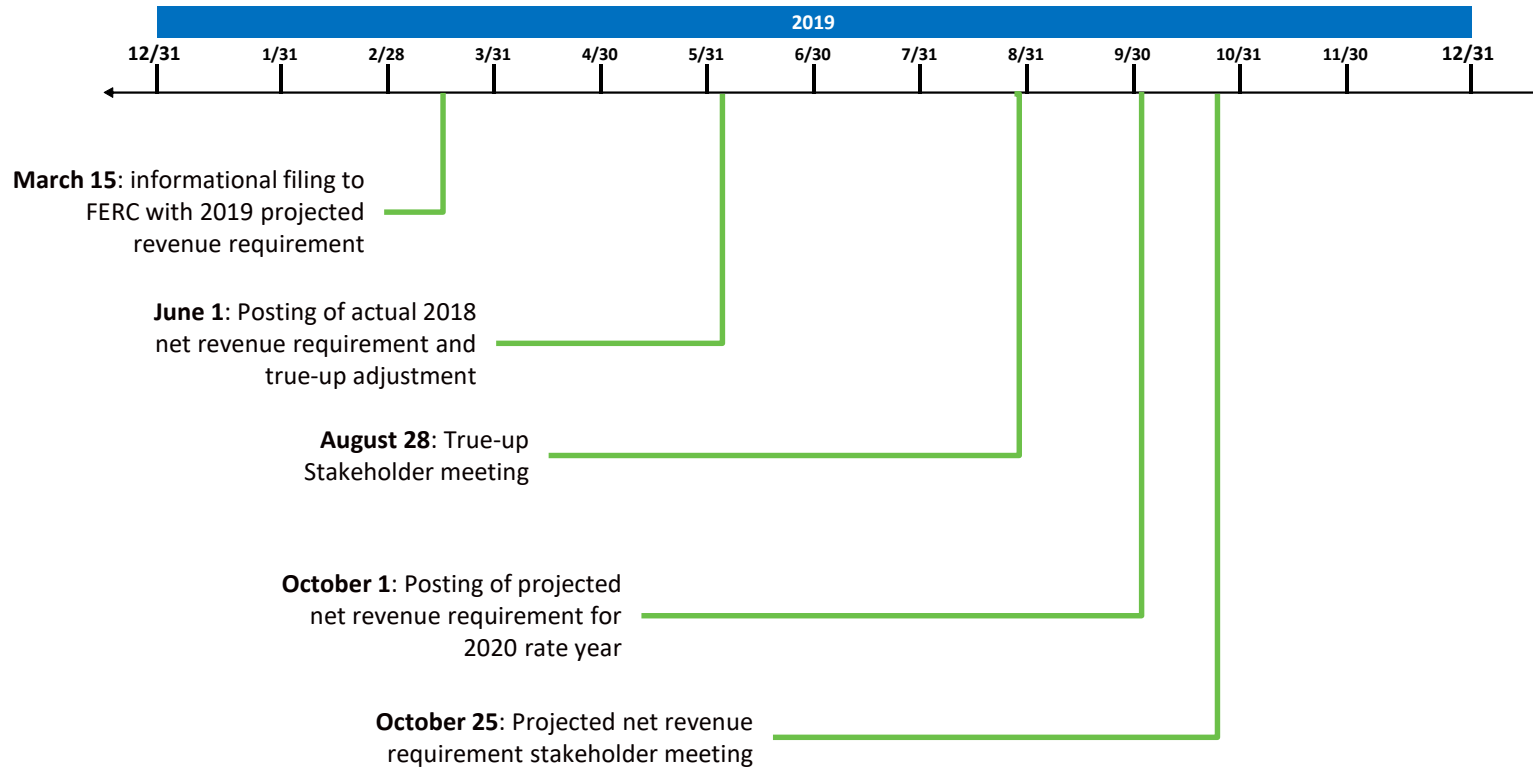 2019
12/31 1/31 2/28 3/31 4/30 5/31 6/30 7/31 8/31 9/30 10/31 11/30 12/31
March 15: informational filing to
FERC with 2019 projected
revenue requirement
June 1: Posting of actual 2018
net revenue requirement and
true-up adjustment
August 28: True-up
Stakeholder meeting
October 1: Posting of projected
net revenue requirement for
2020 rate year
October 25: Projected net revenue
requirement stakeholder meeting